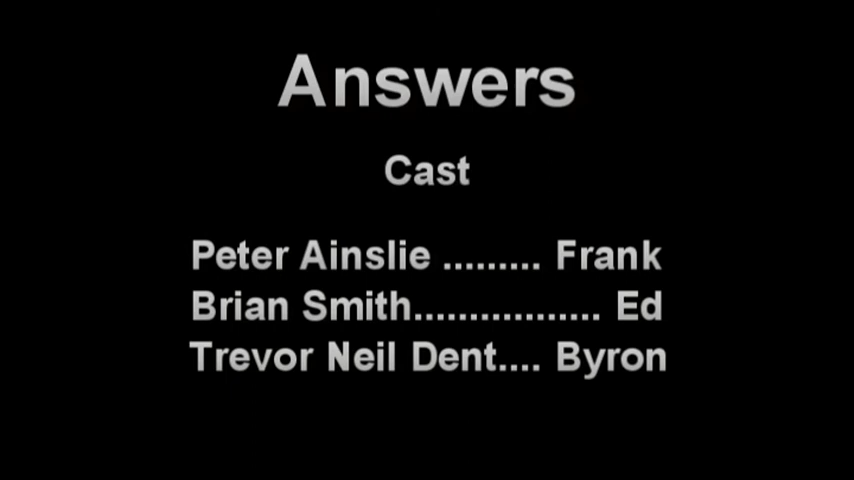 Answers
Cast
Peter Ainslie ......... Frank
Brian Smith................. Ed
Trevor Neil Dent.... Byron